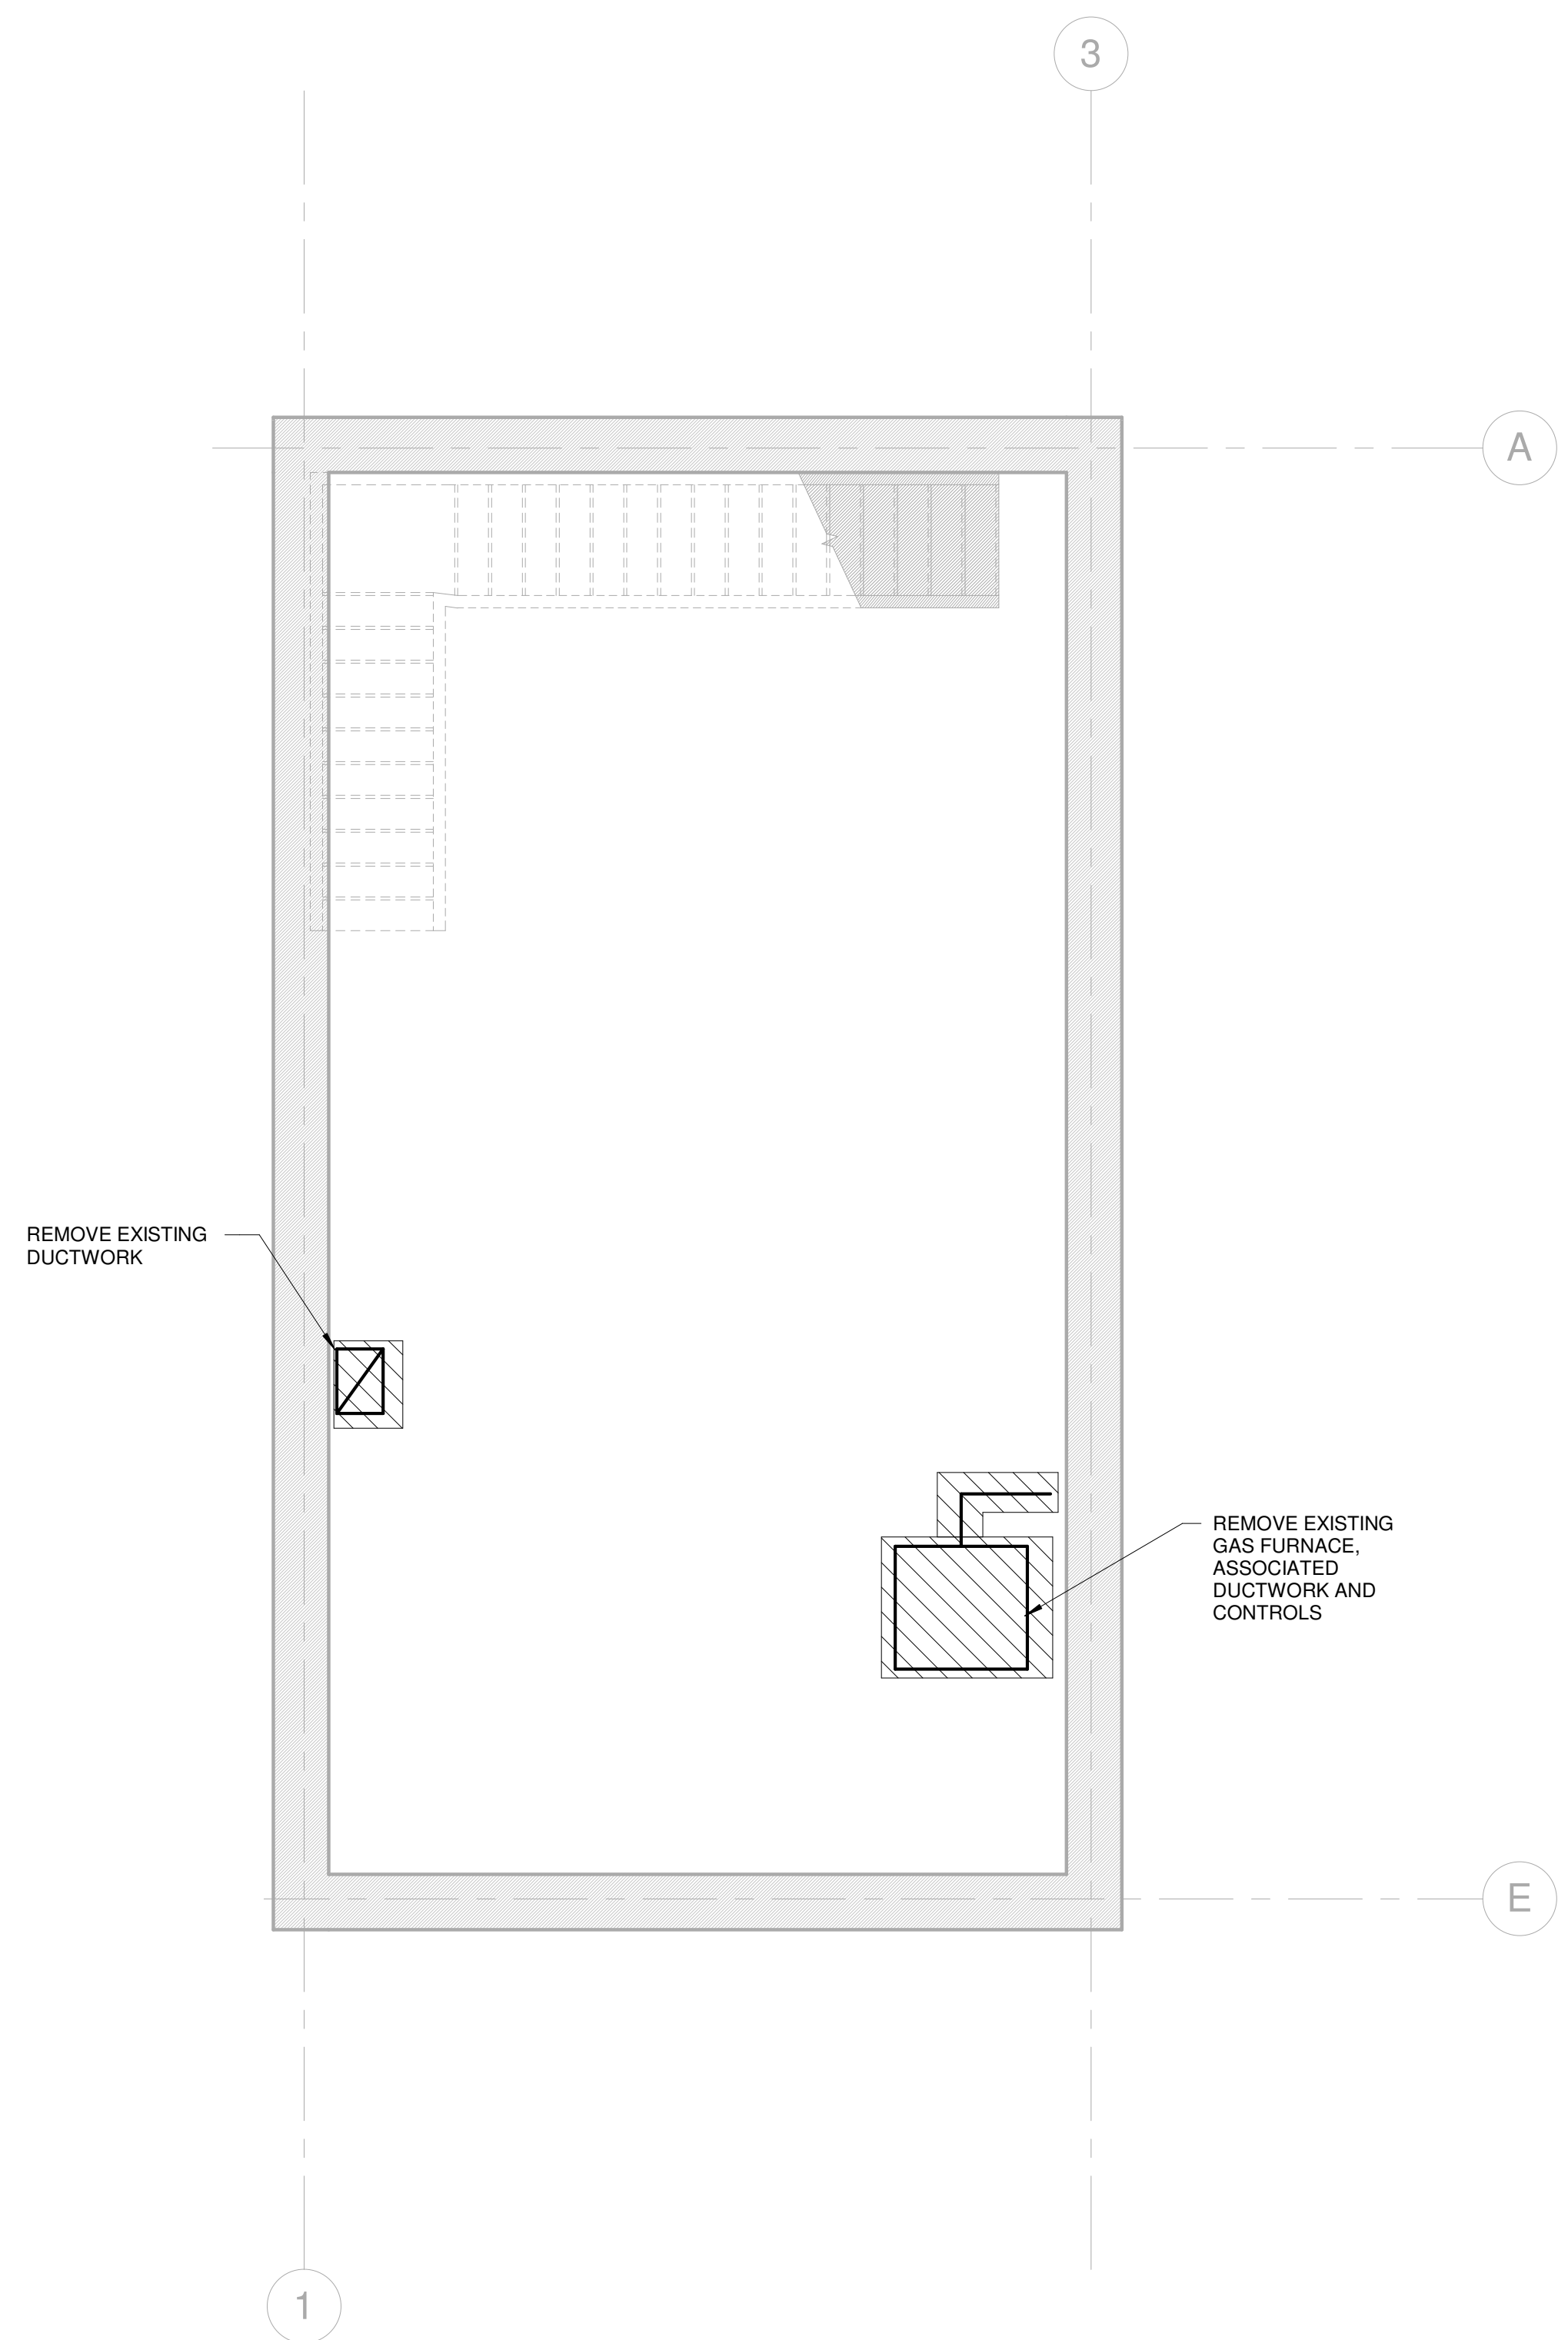 3
A
REMOVE EXISTING
DUCTWORK
REMOVE EXISTING
GAS FURNACE,
ASSOCIATED
DUCTWORK AND
CONTROLS
E
1